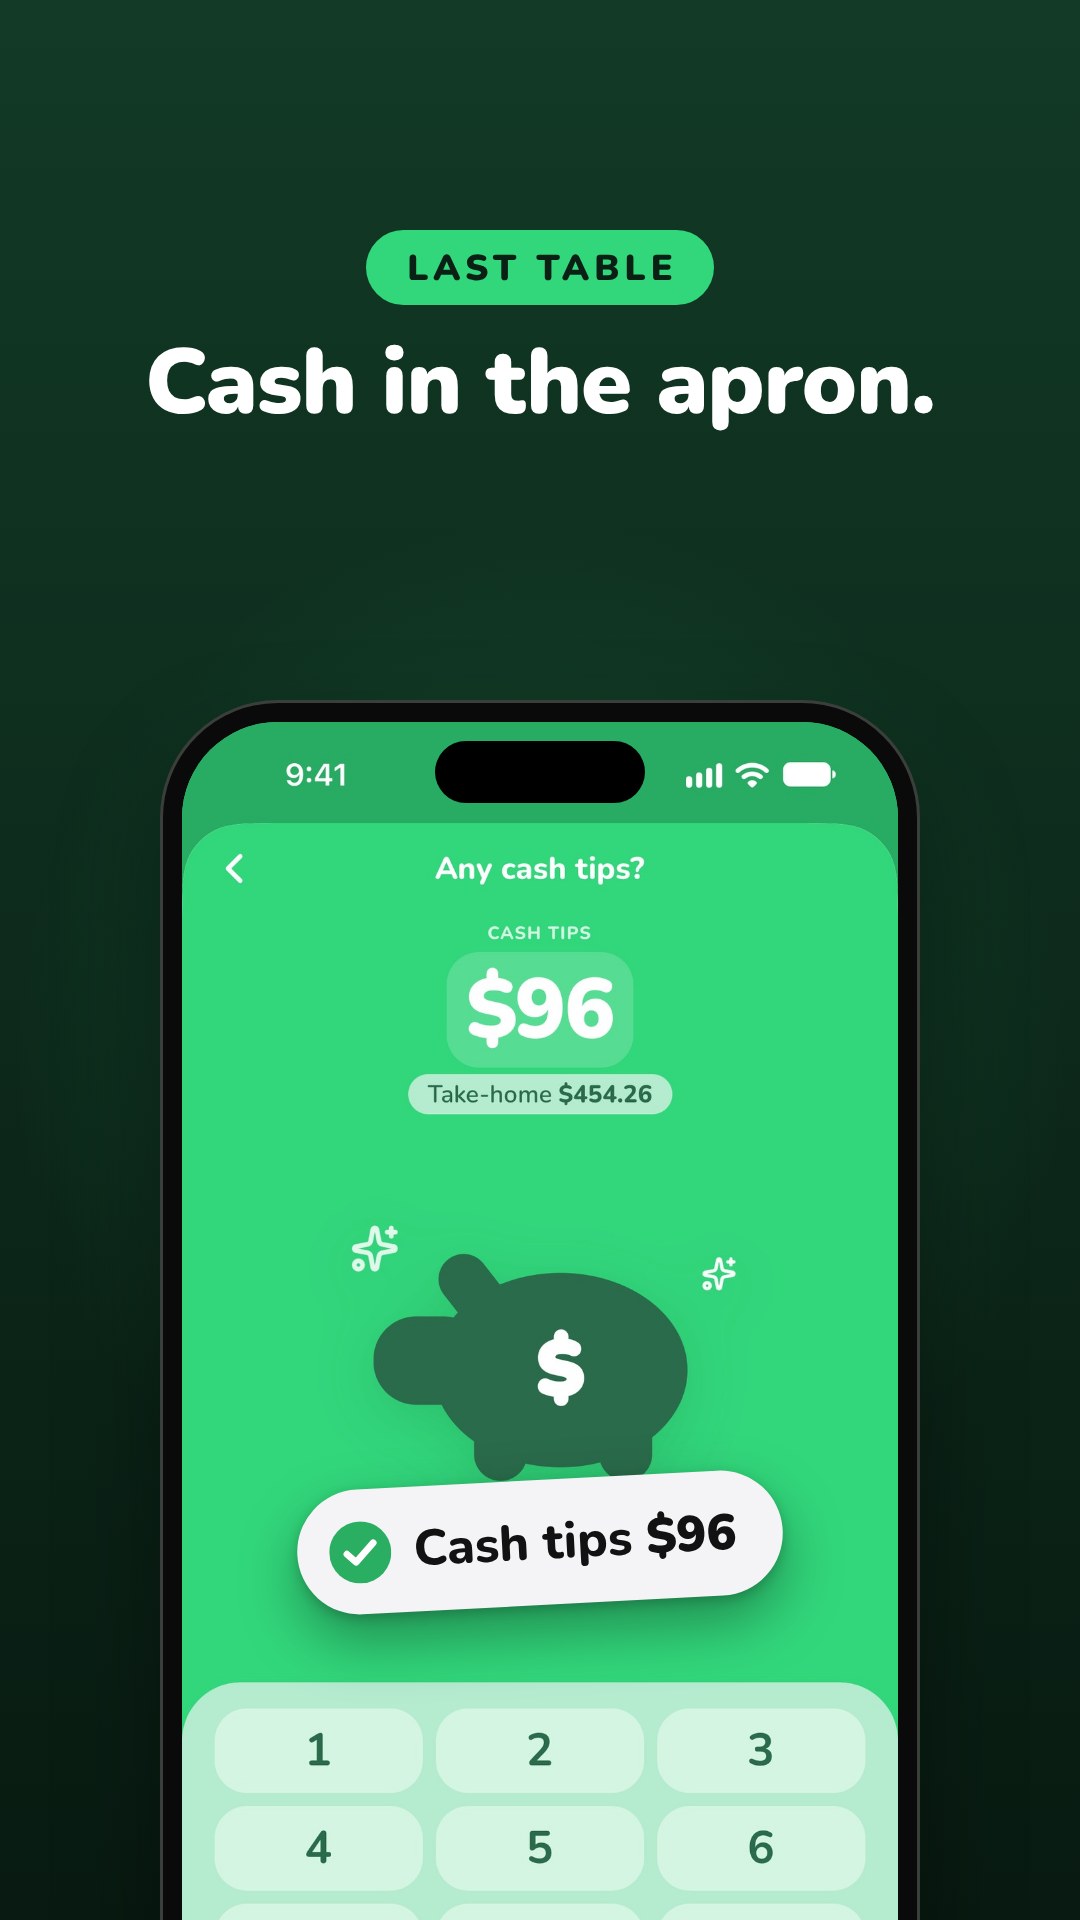 LAST TABLE
Cash in the apron.
9:41
Any cash tips?
CASH TIPS
$96
Take-home $454.26
$
Cash tips $96
1 2 3
4 5 6